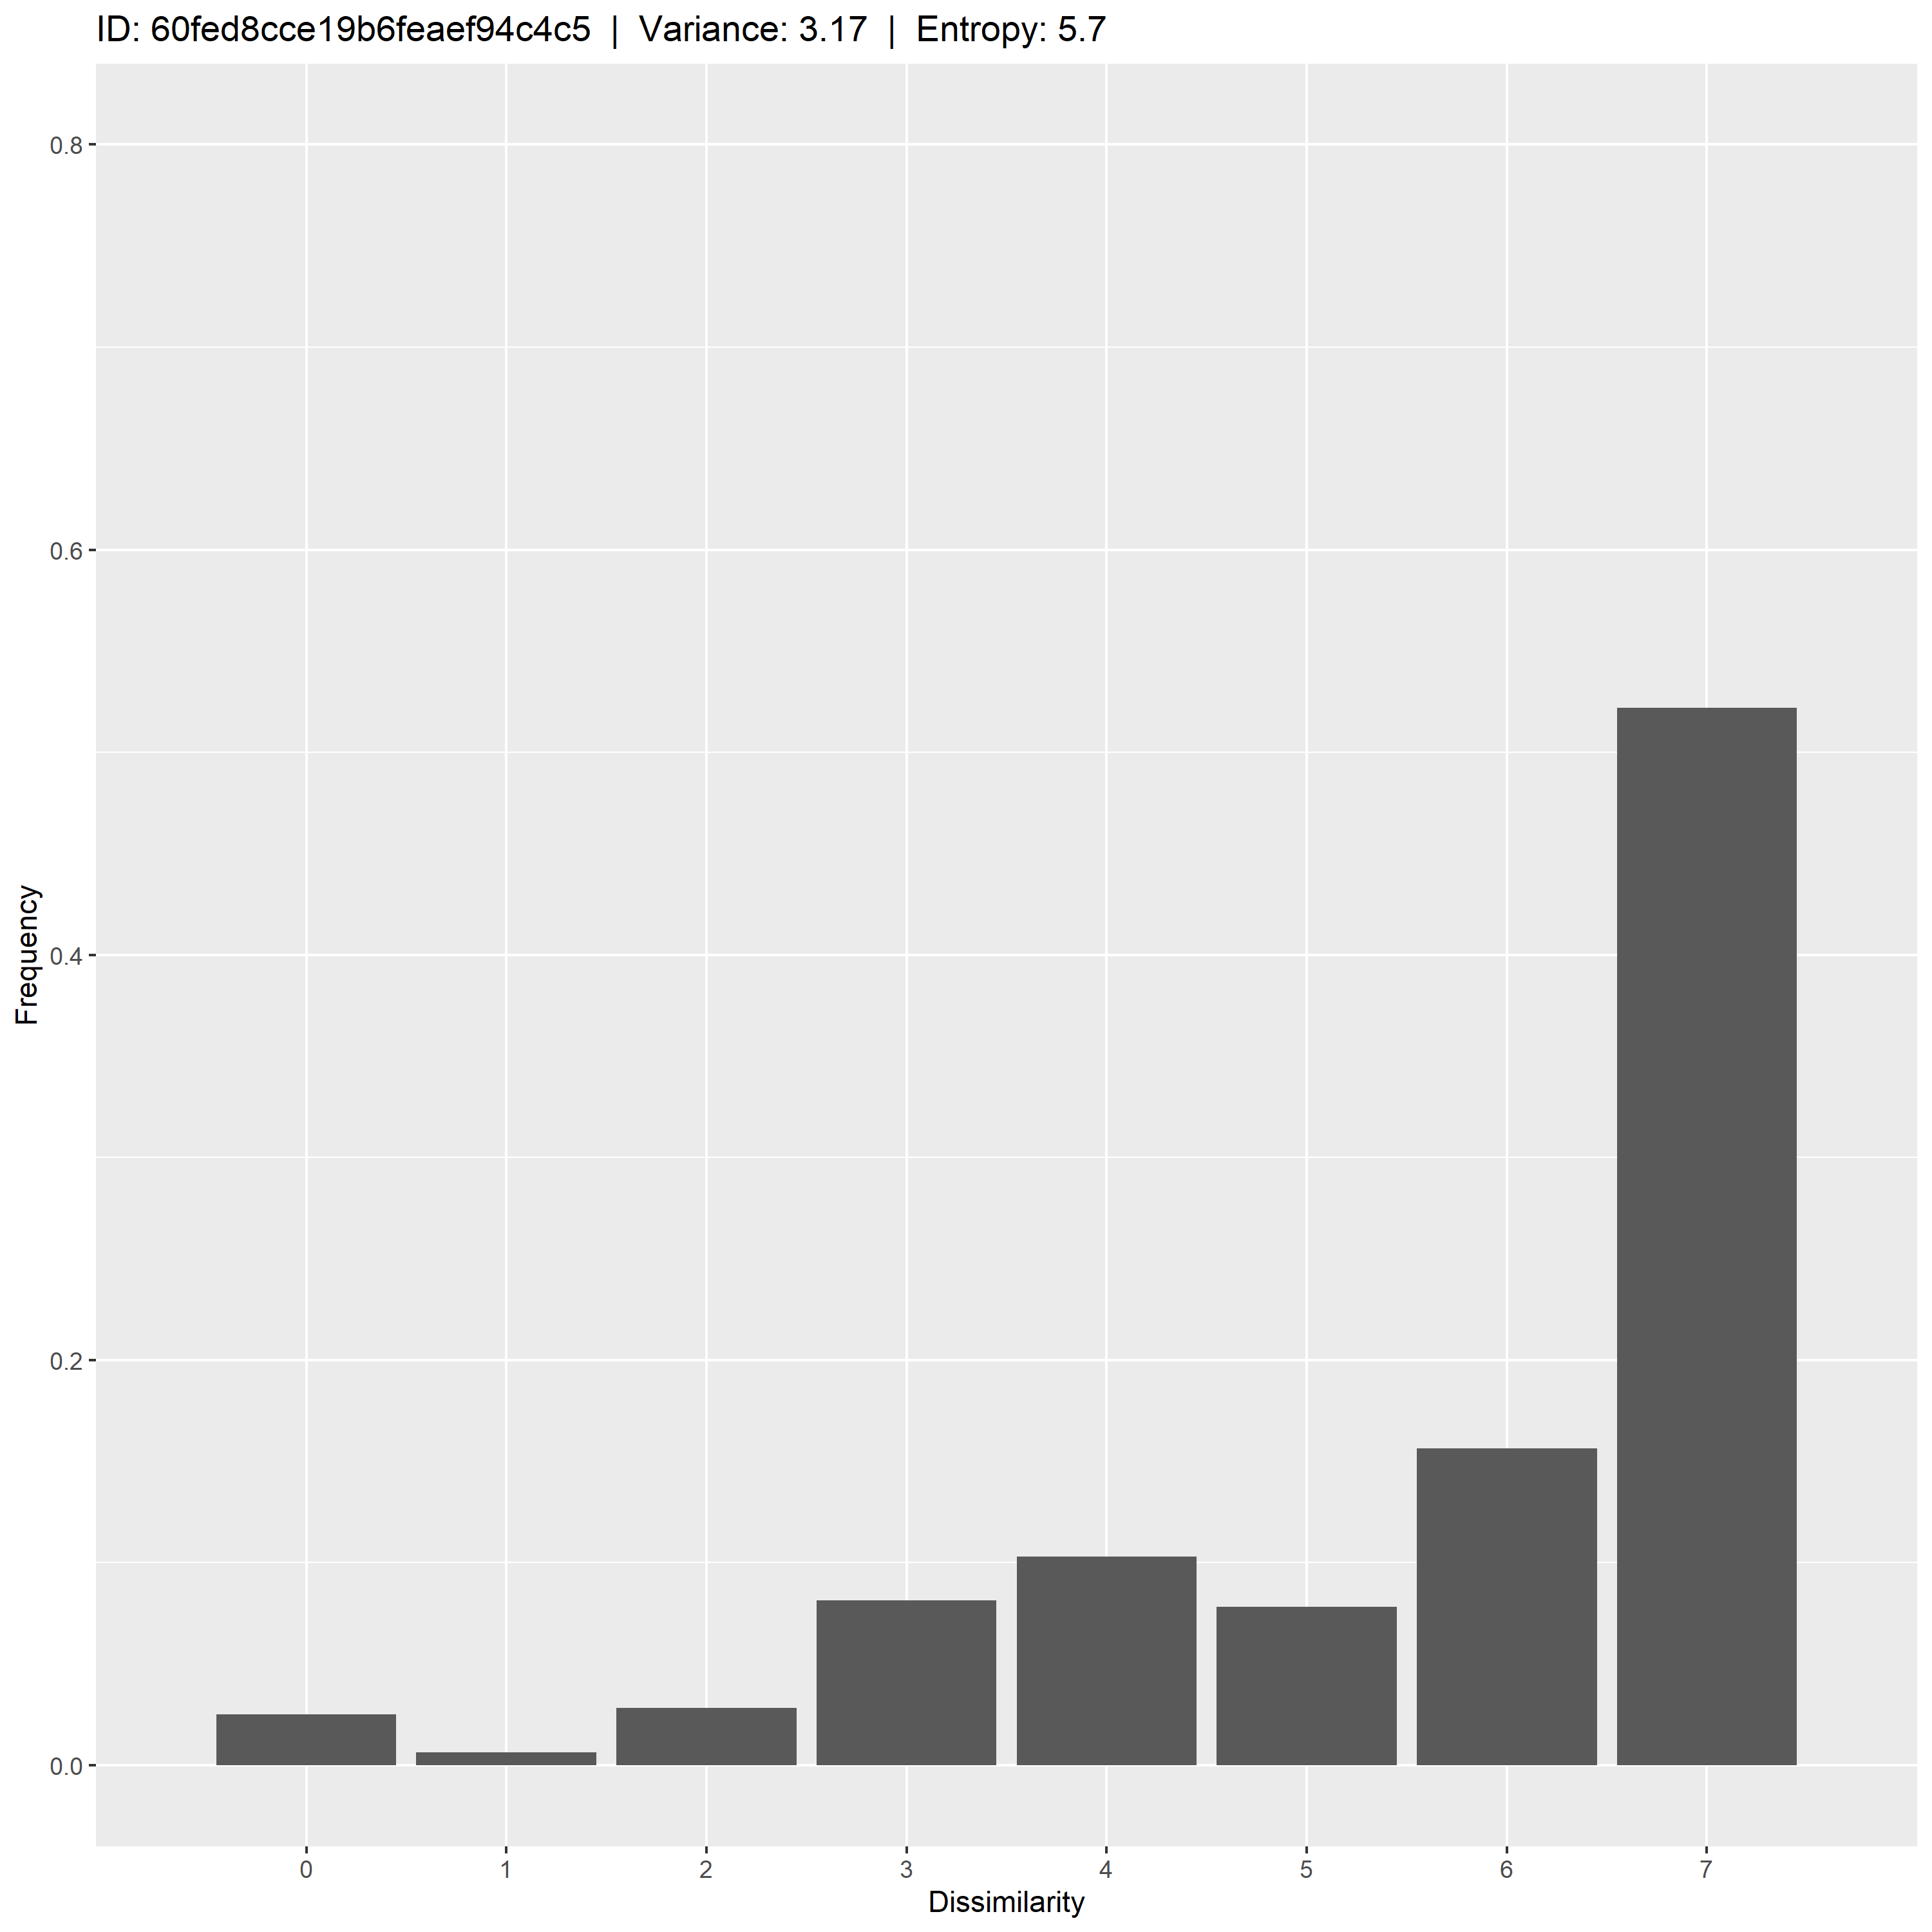 ID: 60fed8cce19b6feaef94c4c5 | Variance: 3.17 | Entropy: 5.7
0.8
0.6
0.4
0.2
0.0
Frequency
0 1 2 3 4 5 6 7
Dissimilarity